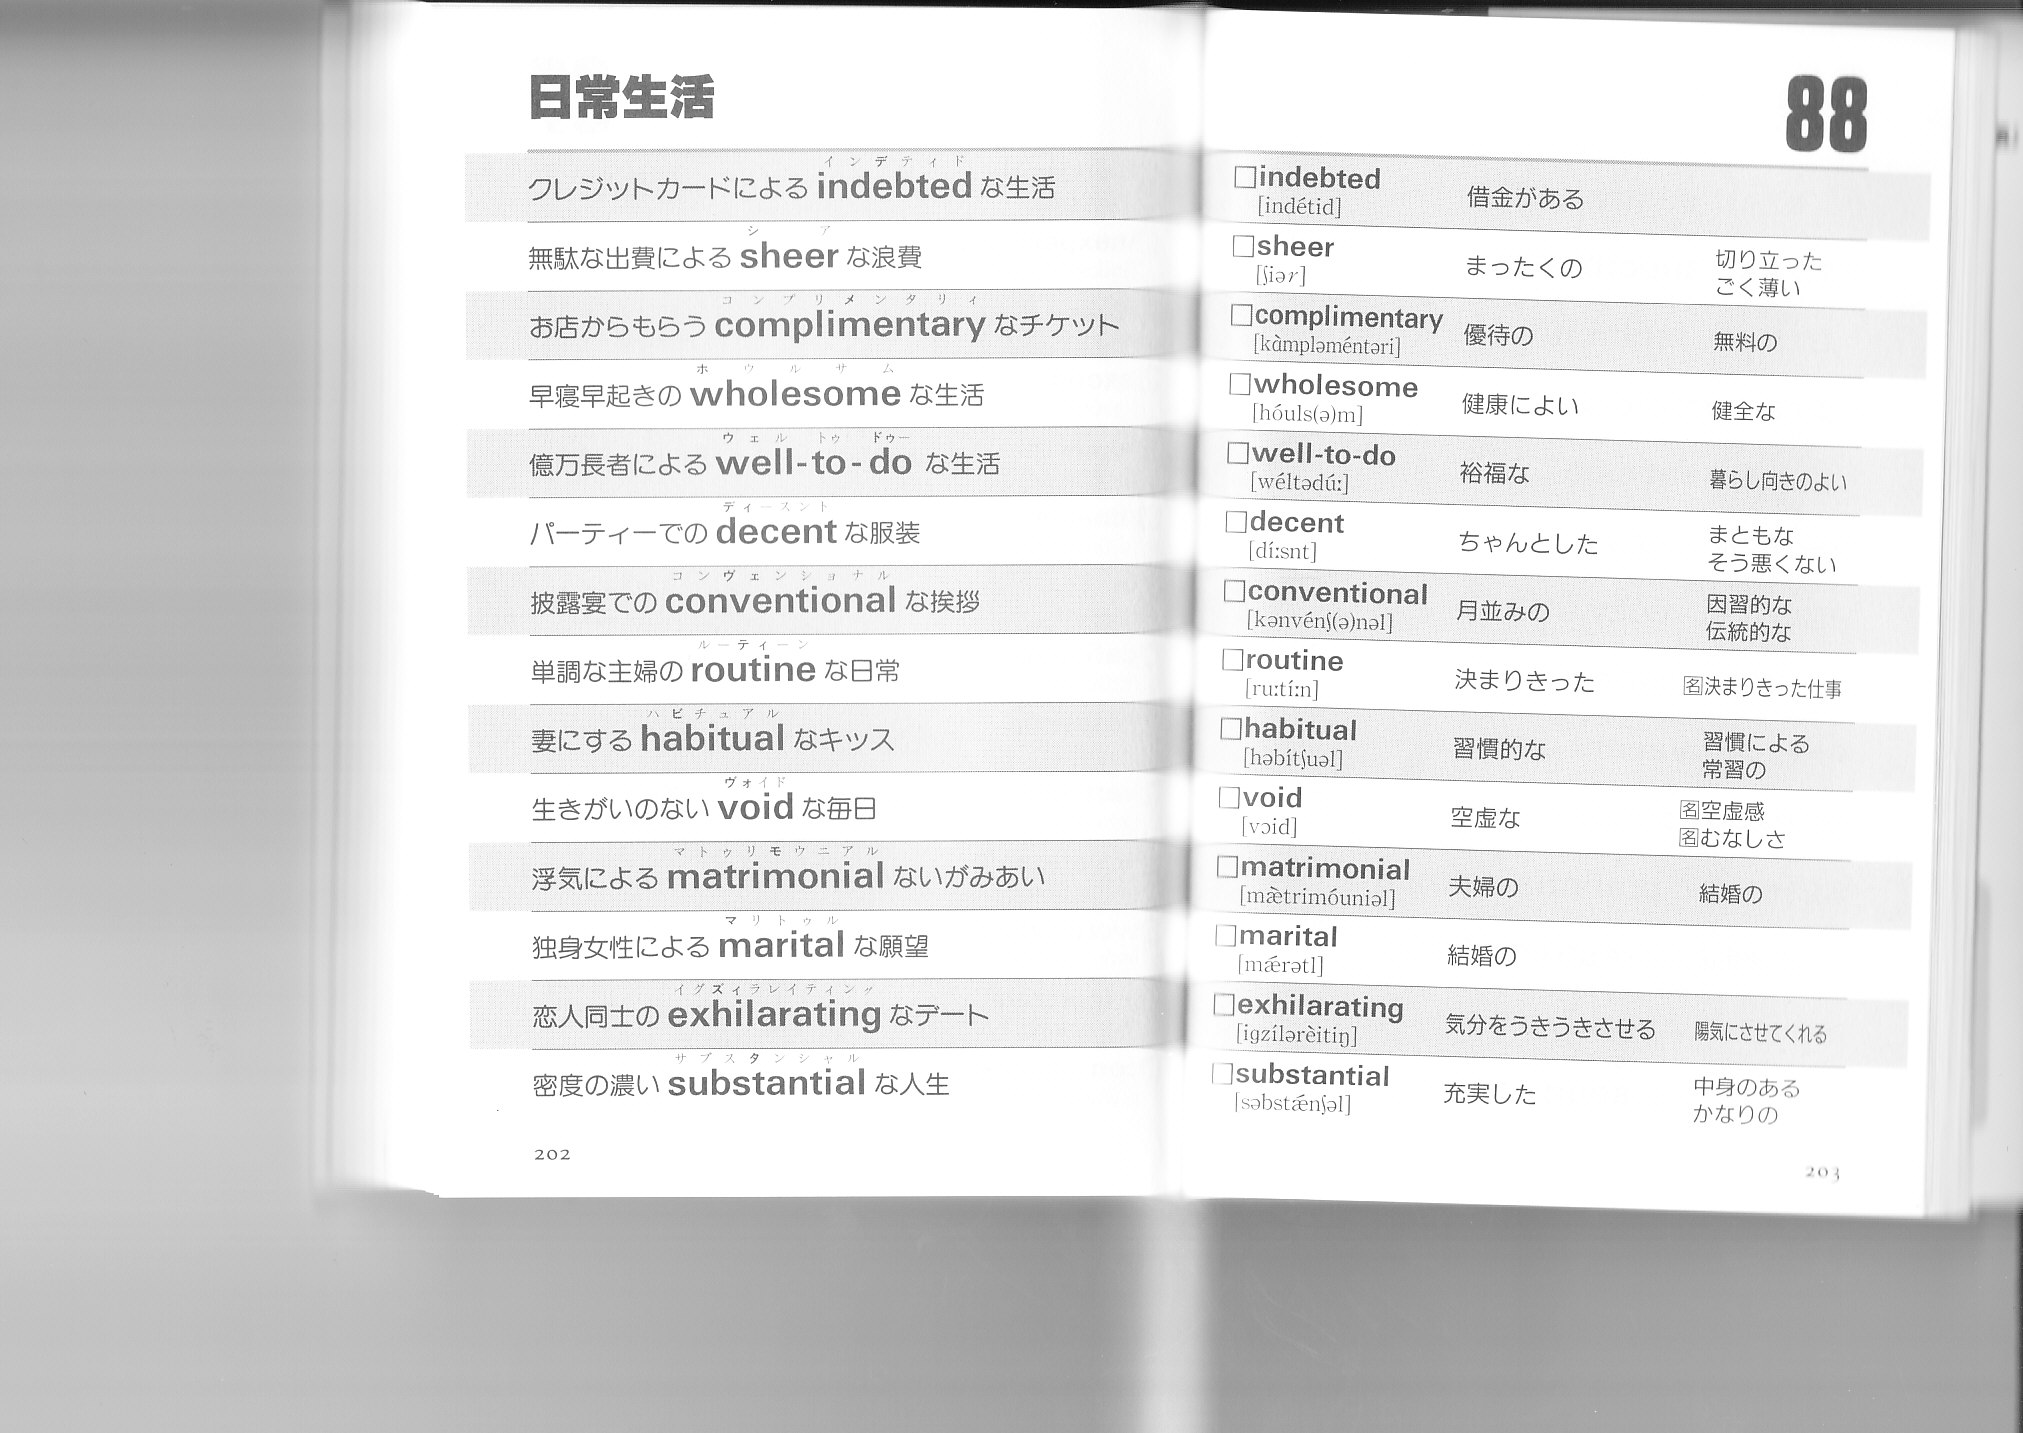 日常生活
インデティド
クレジットカードによる indebted な生活
シア
無駄な出費による sheer な浪費
コンプリメンタリィ
お店からもらう complimentary なチケット
ホウルサム
早寝早起きの wholesome な生活
ウェル トゥ ドゥー
億万長者による well-to-do な生活
ディースント
パーティーでの decent な服装
コンヴェンショナル
披露宴での conventional な挨拶
ルーティーン
単調な主婦の routine な日常
ハビチュアル
妻にする habitual なキッス
ヴォイド
生きがいのない void な毎日
マトゥリモウニアル
浮気による matrimonial ないがみあい
マリトゥル
独身女性による marital な願望
イグズィラレイティング
恋人同士の exhilarating なデート
サブスタンシャル
密度の濃い substantial な人生
202
88
□indebted
[indétid]
借金がある
□sheer
[ʃiər]
まったくの
切り立った
ごく薄い
□complimentary
[kàmpləméntəri]
優待の
無料の
□wholesome
[hóuls(ə)m]
健康によい
健全な
□well-to-do
[wéltədúː]
裕福な
暮らし向きのよい
□decent
[díːsnt]
ちゃんとした
まともな
そう悪くない
□conventional
[kənvénʃ(ə)nəl]
月並みの
因習的な
伝統的な
□routine
[ruːtíːn]
決まりきった
名決まりきった仕事
□habitual
[həbítʃuəl]
習慣的な
習慣による
常習の
□void
[vɔid]
空虚な
名空虚感
名むなしさ
□matrimonial
[mæ̀trimóuniəl]
夫婦の
結婚の
□marital
[mǽrətl]
結婚の
□exhilarating
[igzílərèitiŋ]
気分をうきうきさせる
陽気にさせてくれる
□substantial
[səbstǽnʃəl]
充実した
中身のある
かなりの
203